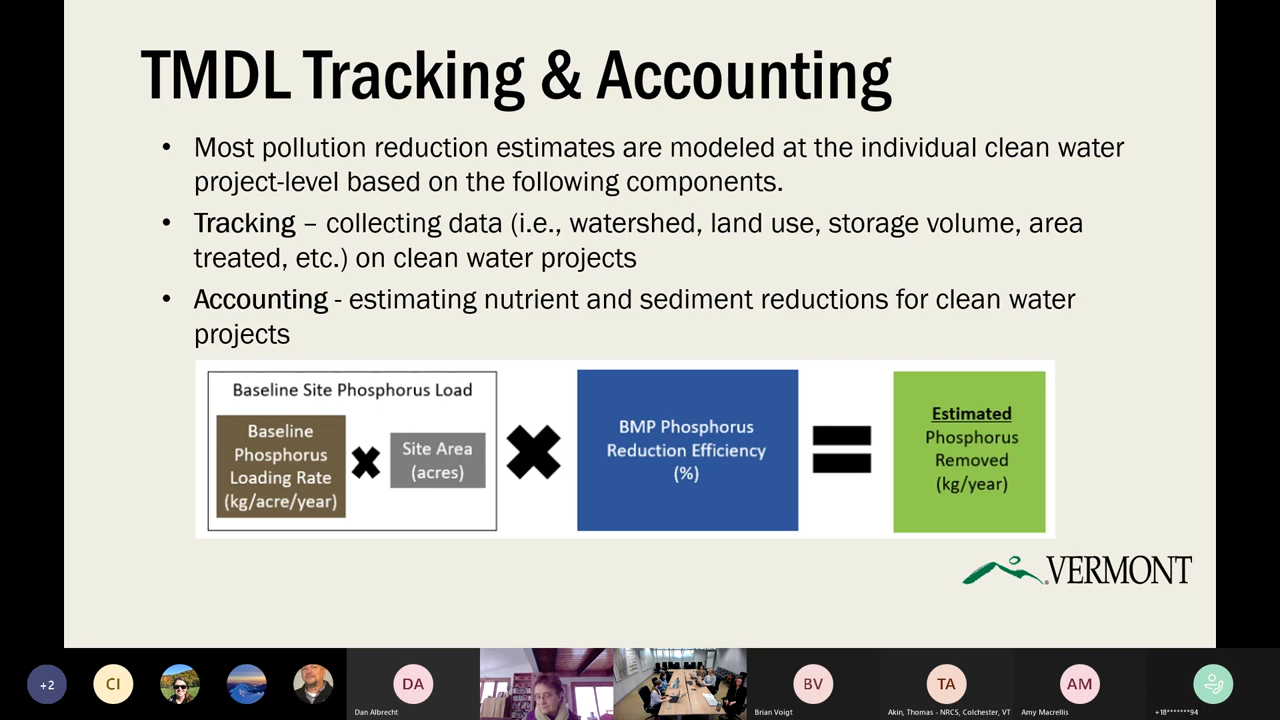 TMDL Tracking & Accounting
• Most pollution reduction estimates are modeled at the individual clean water
project-level based on the following components.
• Tracking – collecting data (i.e., watershed, land use, storage volume, area
treated, etc.) on clean water projects
• Accounting - estimating nutrient and sediment reductions for clean water
projects
Baseline Site Phosphorus Load
Baseline
Phosphorus
Loading Rate
(kg/acre/year)
Site Area
(acres)
BMP Phosphorus
Reduction Efficiency
(%)
Estimated
Phosphorus
Removed
(kg/year)
VERMONT
+2
CI
DA
Dan Albrecht
BV
Brian Voigt
TA
Akin, Thomas - NRCS, Colchester, VT
AM
Amy Macrellis
+18*******94